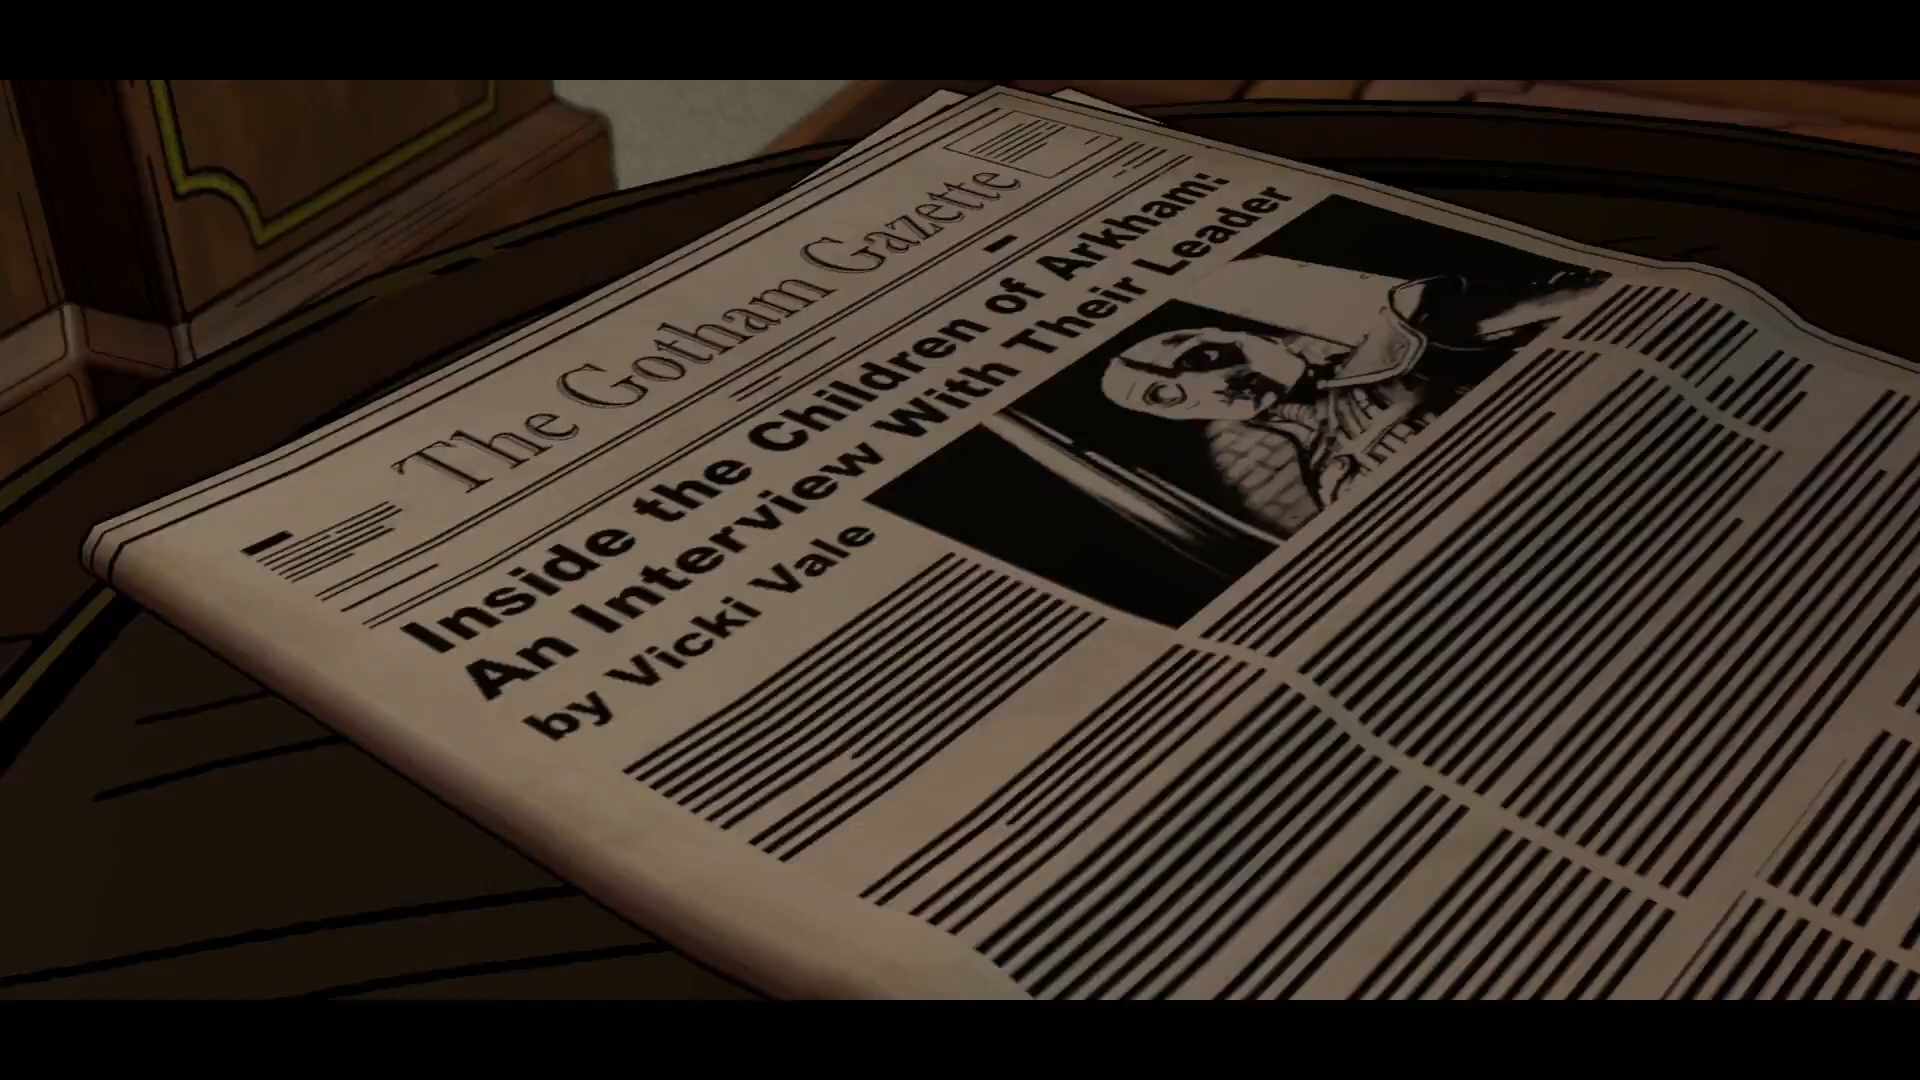 The Gotham Gazette
Inside the Children of Arkham:
An Interview With Their Leader
by Vicki Vale